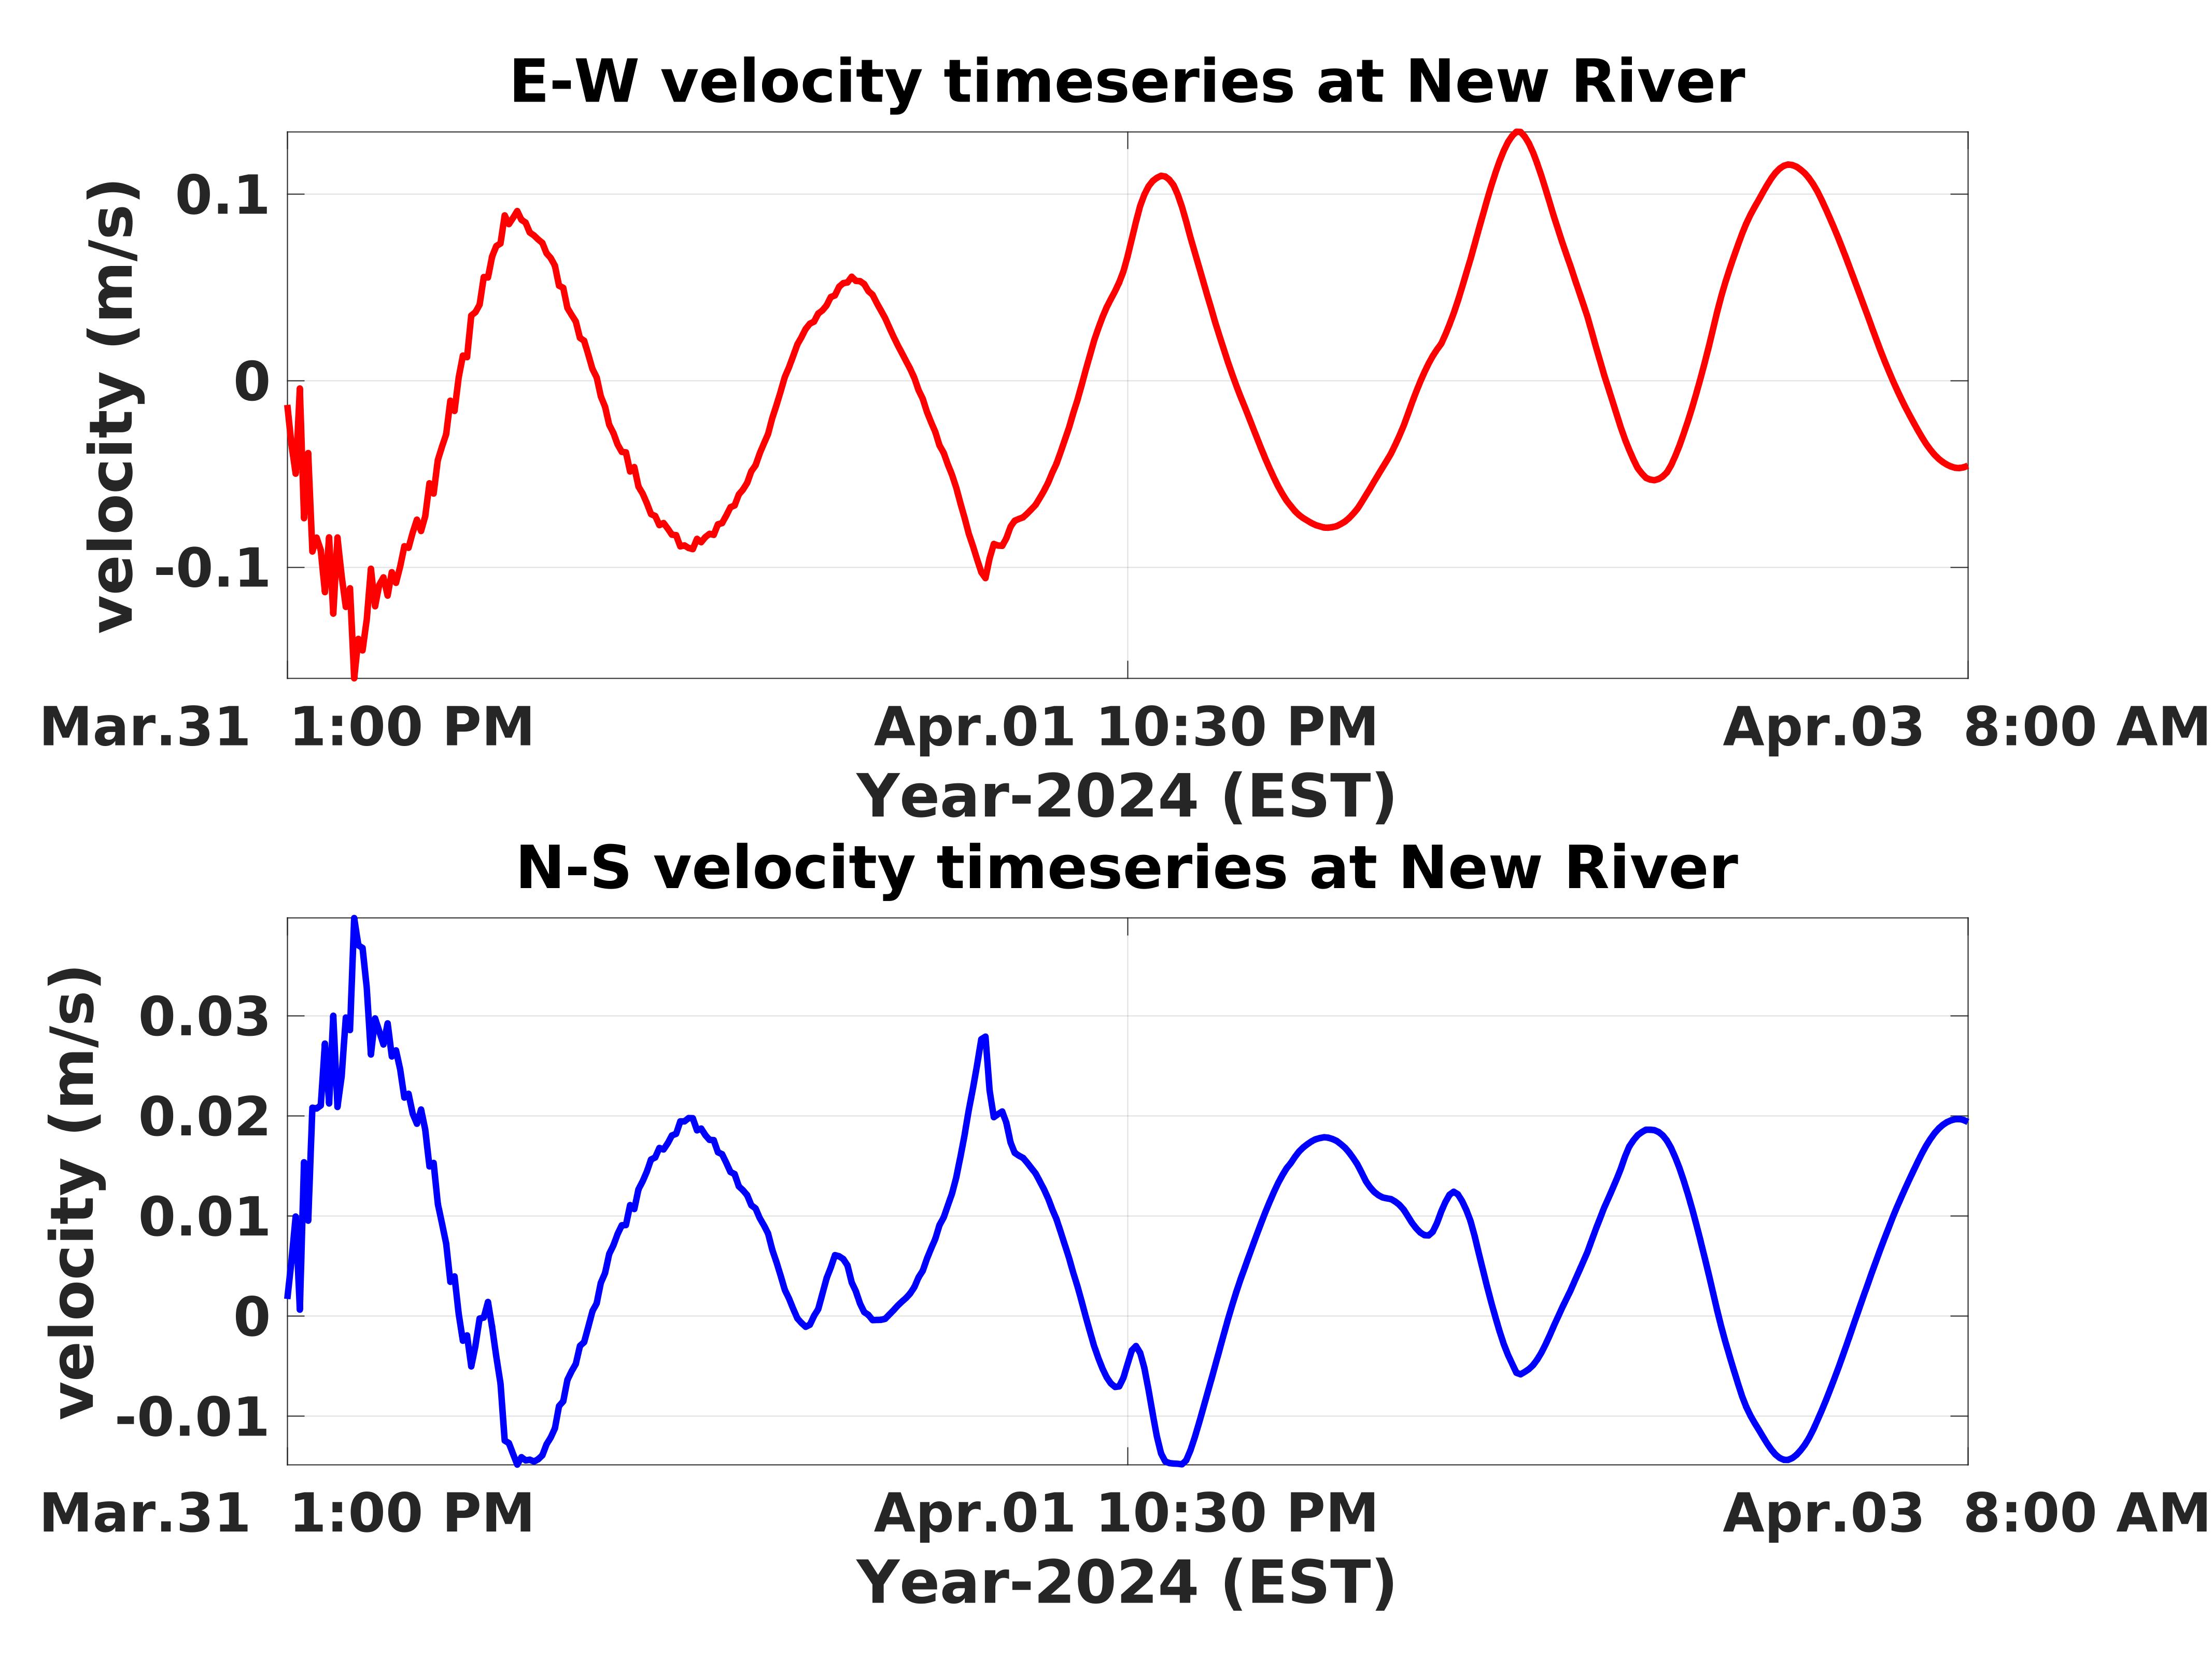 E-W velocity timeseries at New River
velocity (m/s)
0.1
0
-0.1
Mar.31  1:00 PM
Apr.01 10:30 PM
Apr.03  8:00 AM
Year-2024 (EST)
N-S velocity timeseries at New River
velocity (m/s)
0.03
0.02
0.01
0
-0.01
Mar.31  1:00 PM
Apr.01 10:30 PM
Apr.03  8:00 AM
Year-2024 (EST)